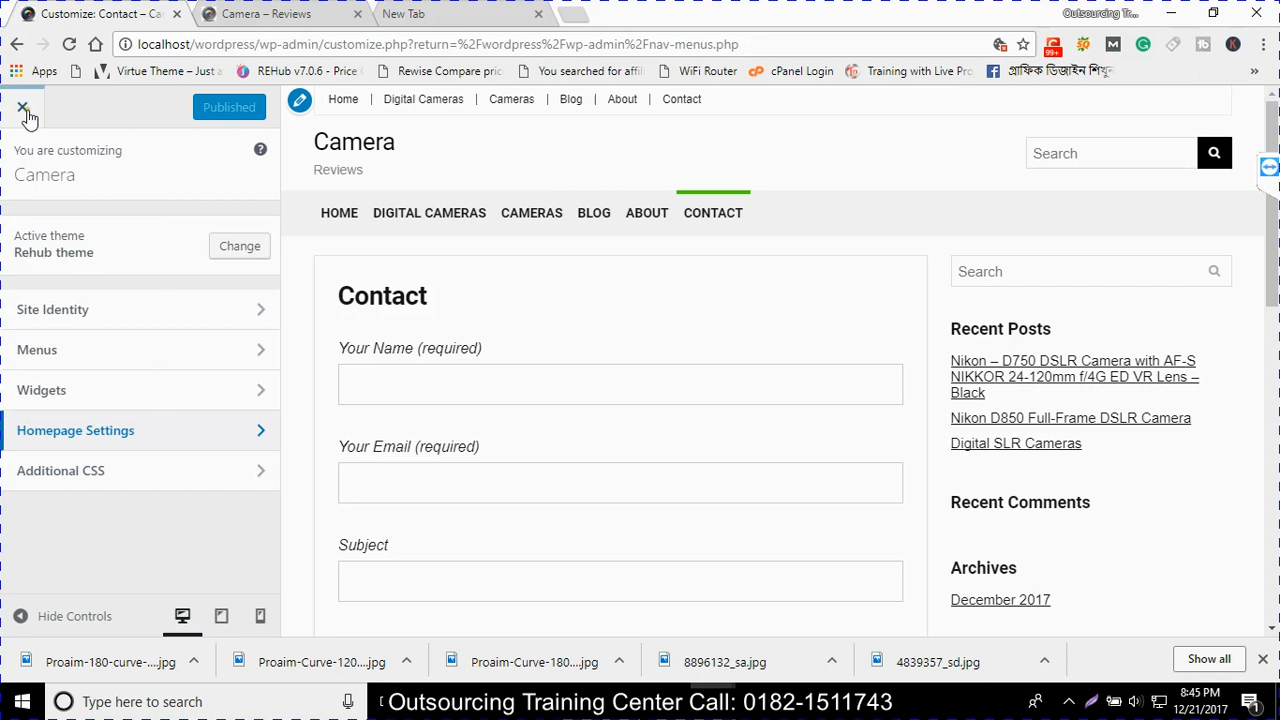 Customize: Contact – Ca
Camera – Reviews
New Tab
Outsourcing Tr...
localhost/wordpress/wp-admin/customize.php?return=%2Fwordpress%2Fwp-admin%2Fnav-menus.php
99+
Apps
Virtue Theme – Just a
REHub v7.0.6 - Pric
Rewise Compare pric
You searched for affil
WiFi Router
cPanel Login
Training with Live Pro
গ্রাফিক ডিজাইন শিখুন
»
Published
You are customizing
Camera
Active theme
Rehub theme
Change
Site Identity
Menus
Widgets
Homepage Settings
Additional CSS
Hide Controls
Home
Digital Cameras
Cameras
Blog
About
Contact
Camera
Reviews
Search
HOME
DIGITAL CAMERAS
CAMERAS
BLOG
ABOUT
CONTACT
Contact
Your Name (required)
Your Email (required)
Subject
Search
Recent Posts
Nikon – D750 DSLR Camera with AF-S
NIKKOR 24-120mm f/4G ED VR Lens –
Black
Nikon D850 Full-Frame DSLR Camera
Digital SLR Cameras
Recent Comments
Archives
December 2017
Proaim-180-curve-....jpg
Proaim-Curve-120....jpg
Proaim-Curve-180....jpg
8896132_sa.jpg
4839357_sd.jpg
Show all
Type here to search
Outsourcing Training Center Call: 0182-1511743
8:45 PM
12/21/2017